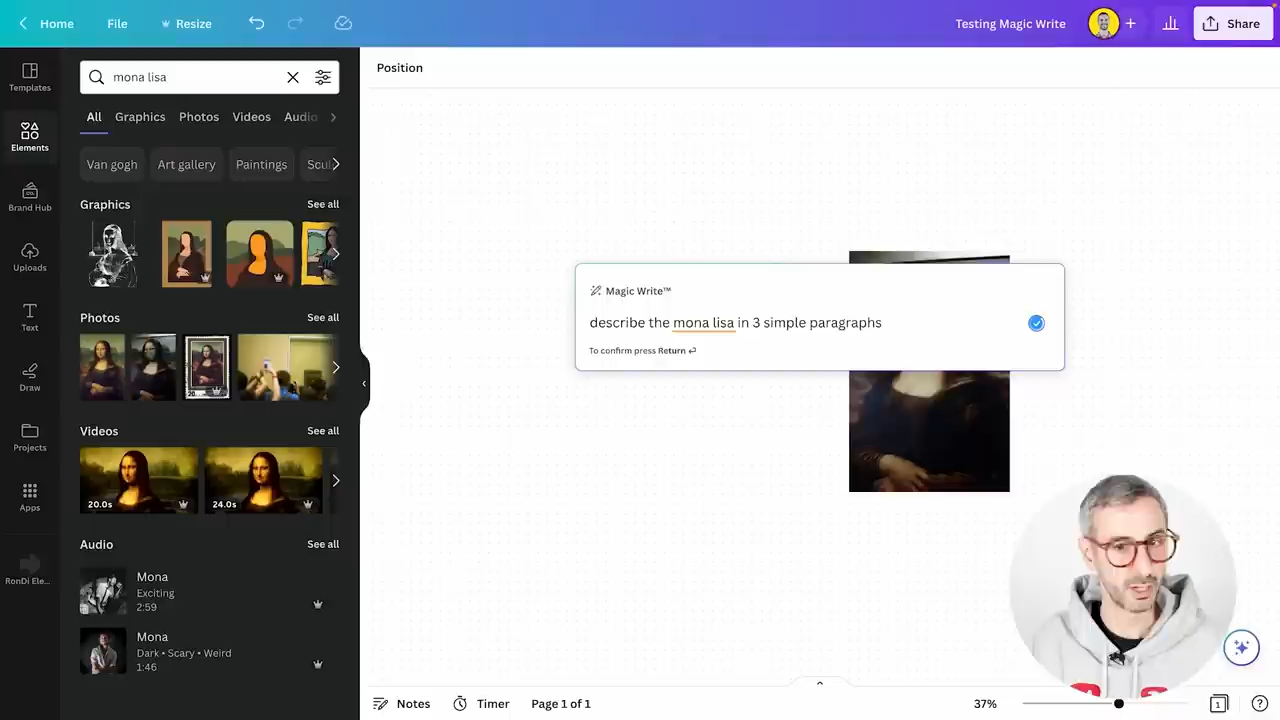 Home
File
Resize
Testing Magic Write
Share
Templates
Elements
Brand Hub
Uploads
Text
Draw
Projects
Apps
RonDi Ele...
mona lisa
All
Graphics
Photos
Videos
Audio
Van gogh
Art gallery
Paintings
Scul
Graphics
See all
Photos
See all
Videos
See all
20.0s
24.0s
Audio
See all
Mona
Exciting
2:59
Mona
Dark • Scary • Weird
1:46
Position
Magic Write™
describe the mona lisa in 3 simple paragraphs
To confirm press Return ⏎
Notes
Timer
Page 1 of 1
37%
1
?